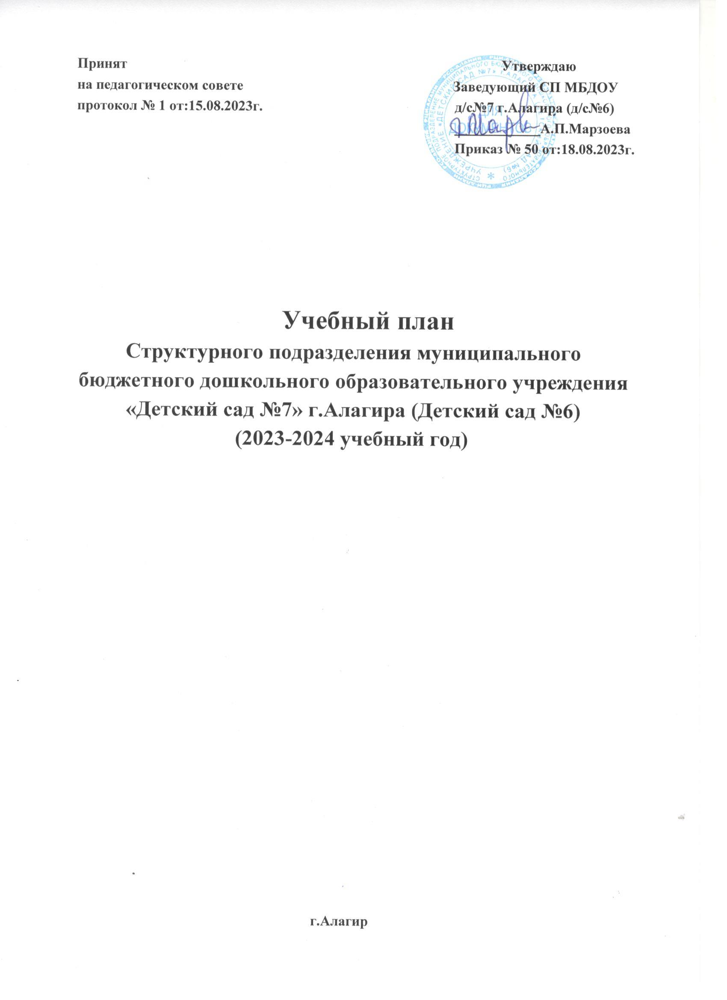 Принят
на педагогическом совете
протокол № 1 от:15.08.2023г.
Утверждаю
Заведующий СП МБДОУ
д/с№7 г.Алагира (д/с№6)
А.П.Марзоева
Приказ № 50 от:18.08.2023г.
ДЛЯ
ДОКУМЕНТОВ
Учебный план
Структурного подразделения муниципального
бюджетного дошкольного образовательного учреждения
«Детский сад №7» г.Алагира (Детский сад №6)
(2023-2024 учебный год)
г.Алагир